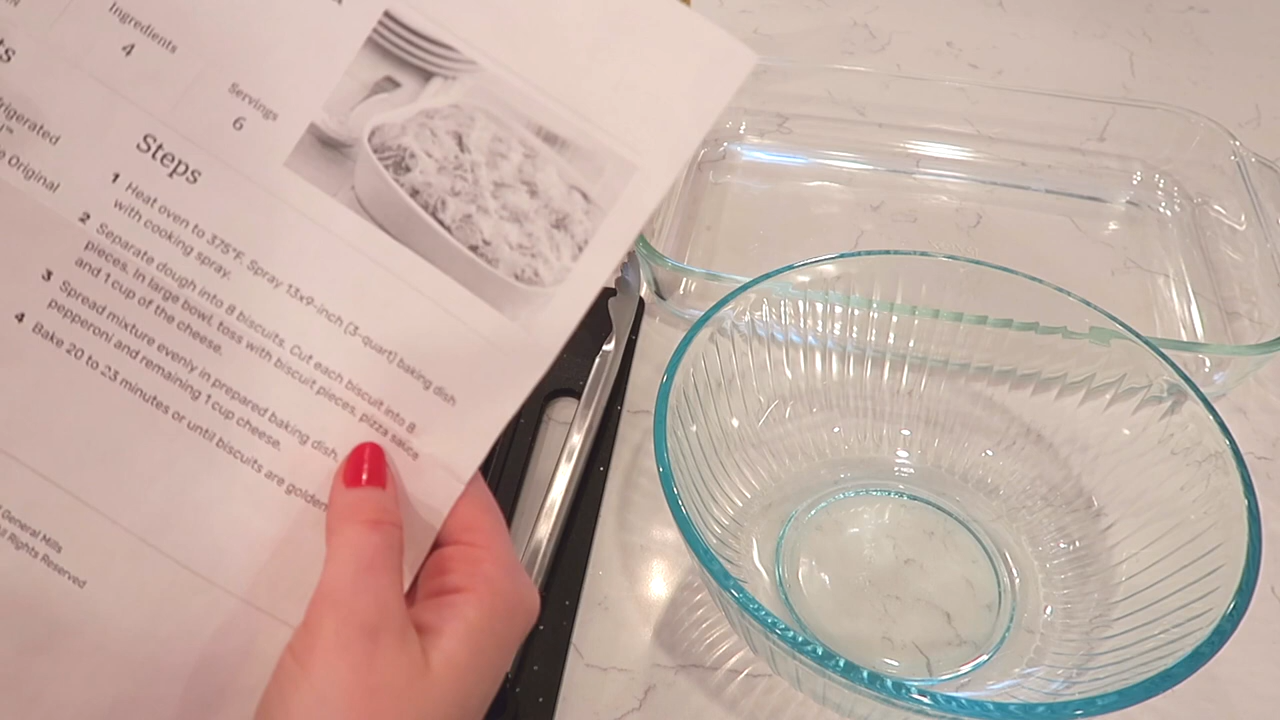 Ingredients
4
Servings
6
ts
rigerated
™
e Original
Steps
1 Heat oven to 375°F. Spray 13x9-inch (3-quart) baking dish
with cooking spray.
2 Separate dough into 8 biscuits. Cut each biscuit into 8
pieces. In large bowl, toss with biscuit pieces, pizza sauce
and 1 cup of the cheese.
3 Spread mixture evenly in prepared baking dish.
pepperoni and remaining 1 cup cheese.
4 Bake 20 to 23 minutes or until biscuits are golden
General Mills
Rights Reserved